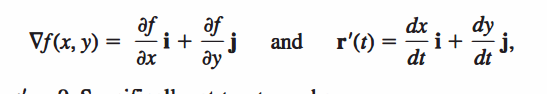 ∇f(x, y) = ∂f/∂x i + ∂f/∂y j and r′(t) = dx/dt i + dy/dt j,